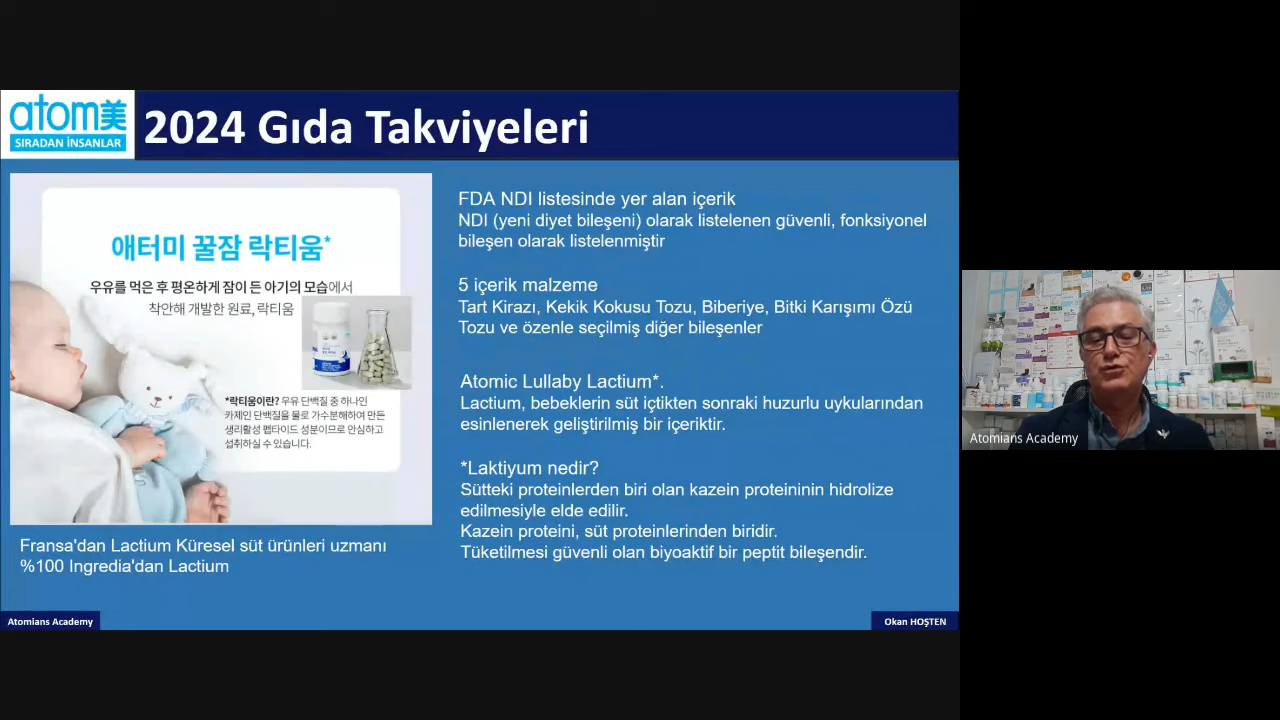 atom美
SIRADAN İNSANLAR
2024 Gıda Takviyeleri
애터미 꿀잠 락티움*
우유를 먹은 후 평온하게 잠이 든 아기의 모습에서
착안해 개발한 원료, 락티움
*락티움이란? 우유 단백질 중 하나인
카제인 단백질을 물로 가수분해하여 만든
생리활성 펩타이드 성분이므로 안심하고
섭취하실 수 있습니다.
Fransa'dan Lactium Küresel süt ürünleri uzmanı
%100 Ingredia'dan Lactium
FDA NDI listesinde yer alan içerik
NDI (yeni diyet bileşeni) olarak listelenen güvenli, fonksiyonel
bileşen olarak listelenmiştir
5 içerik malzeme
Tart Kirazı, Kekik Kokusu Tozu, Biberiye, Bitki Karışımı Özü
Tozu ve özenle seçilmiş diğer bileşenler
Atomic Lullaby Lactium*.
Lactium, bebeklerin süt içtikten sonraki huzurlu uykularından
esinlenerek geliştirilmiş bir içeriktir.
*Laktiyum nedir?
Sütteki proteinlerden biri olan kazein proteininin hidrolize
edilmesiyle elde edilir.
Kazein proteini, süt proteinlerinden biridir.
Tüketilmesi güvenli olan biyoaktif bir peptit bileşendir.
Atomians Academy
Okan HOŞTEN
Atomians Academy